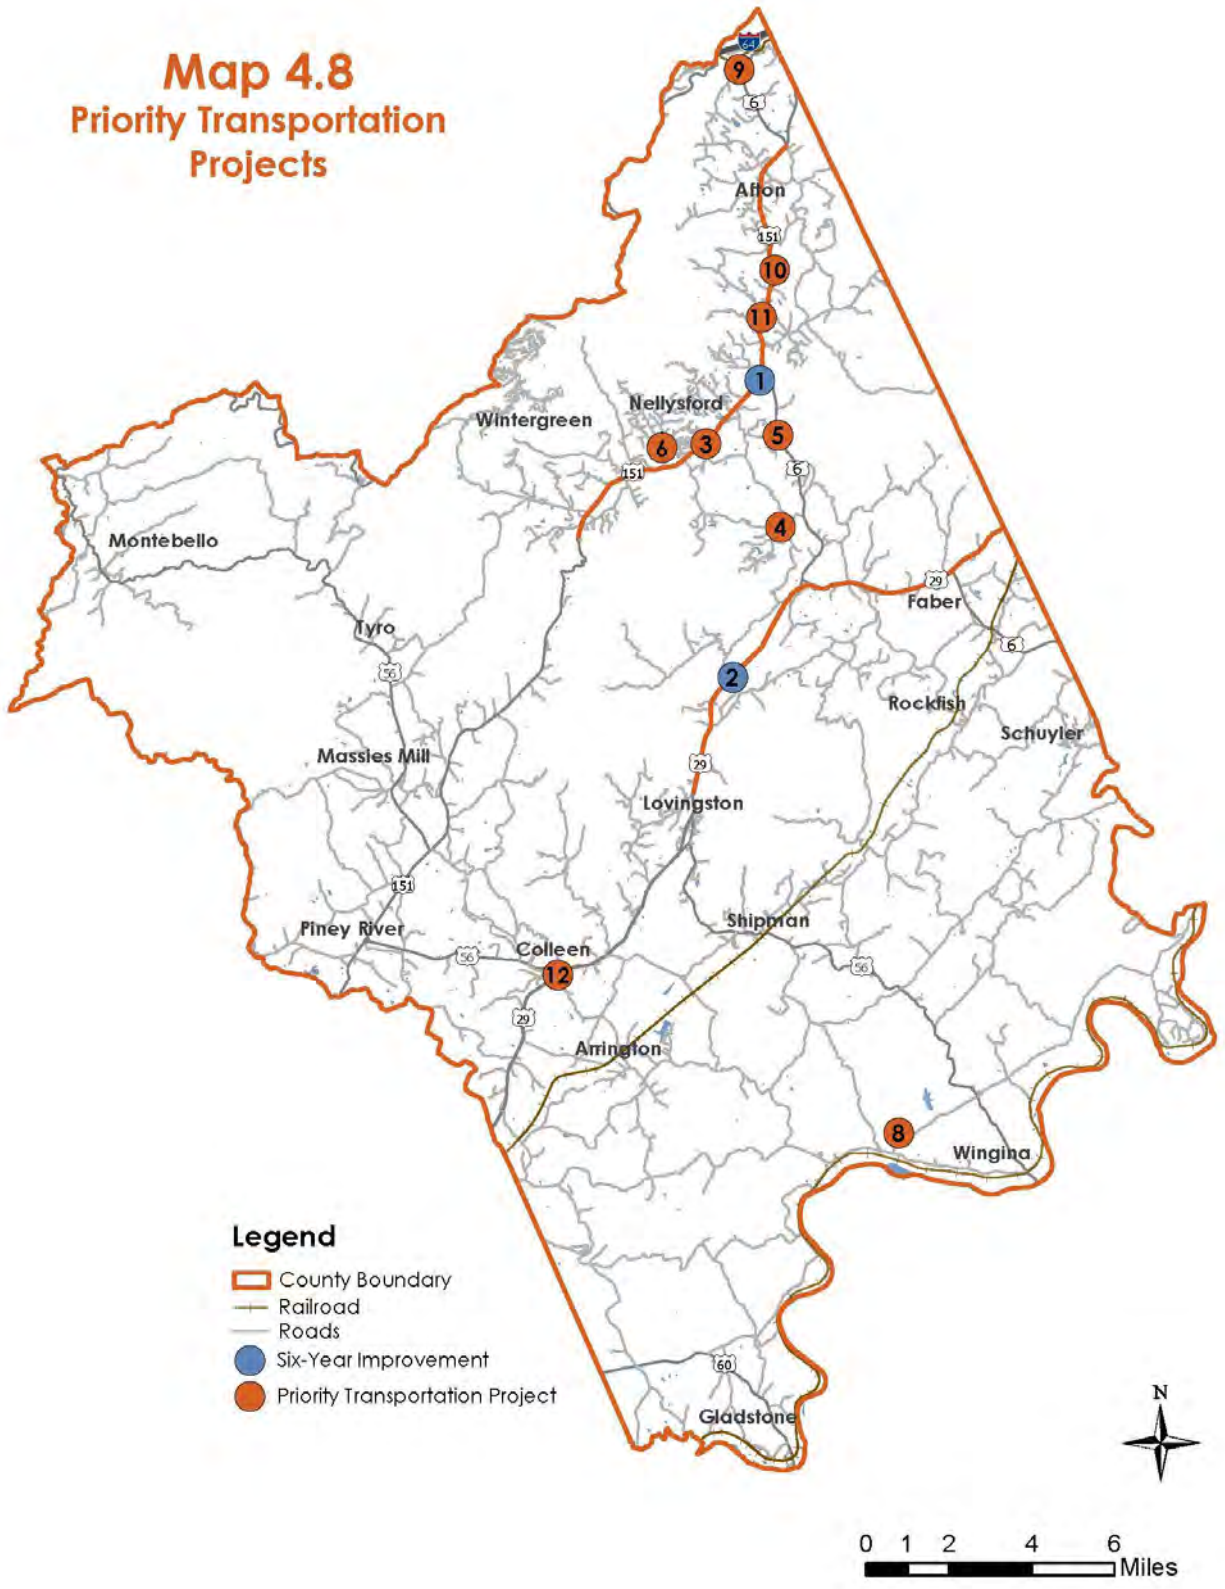 Map 4.8
Priority Transportation
Projects
64
9
6
Afton
151
10
11
1
Nellysford
Wintergreen
6
3
5
151
6
4
Montebello
29
Faber
Tyro
6
56
2
Rockfish
Schuyler
Massies Mill
29
Lovingston
151
Shipman
Piney River
Colleen
56
56
12
29
Arrington
8
Wingina
Legend
County Boundary
Railroad
Roads
Six-Year Improvement
Priority Transportation Project
60
Gladstone
N
0 1 2 4 6
Miles